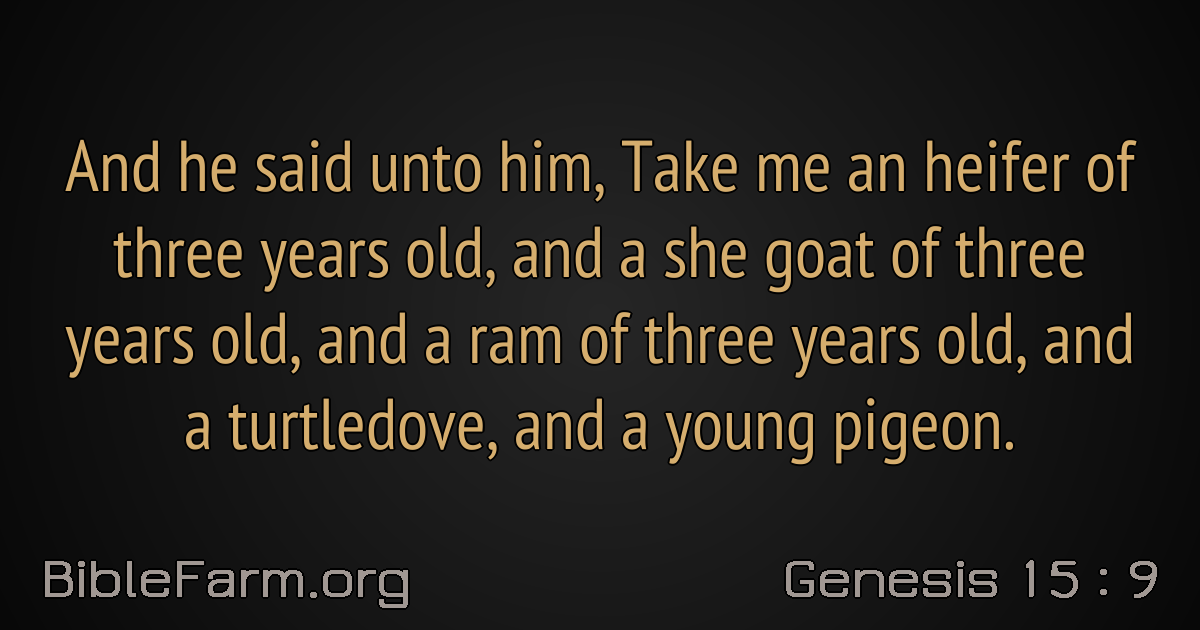 And he said unto him, Take me an heifer of
three years old, and a she goat of three
years old, and a ram of three years old, and
a turtledove, and a young pigeon.
BibleFarm.org
Genesis 15 : 9